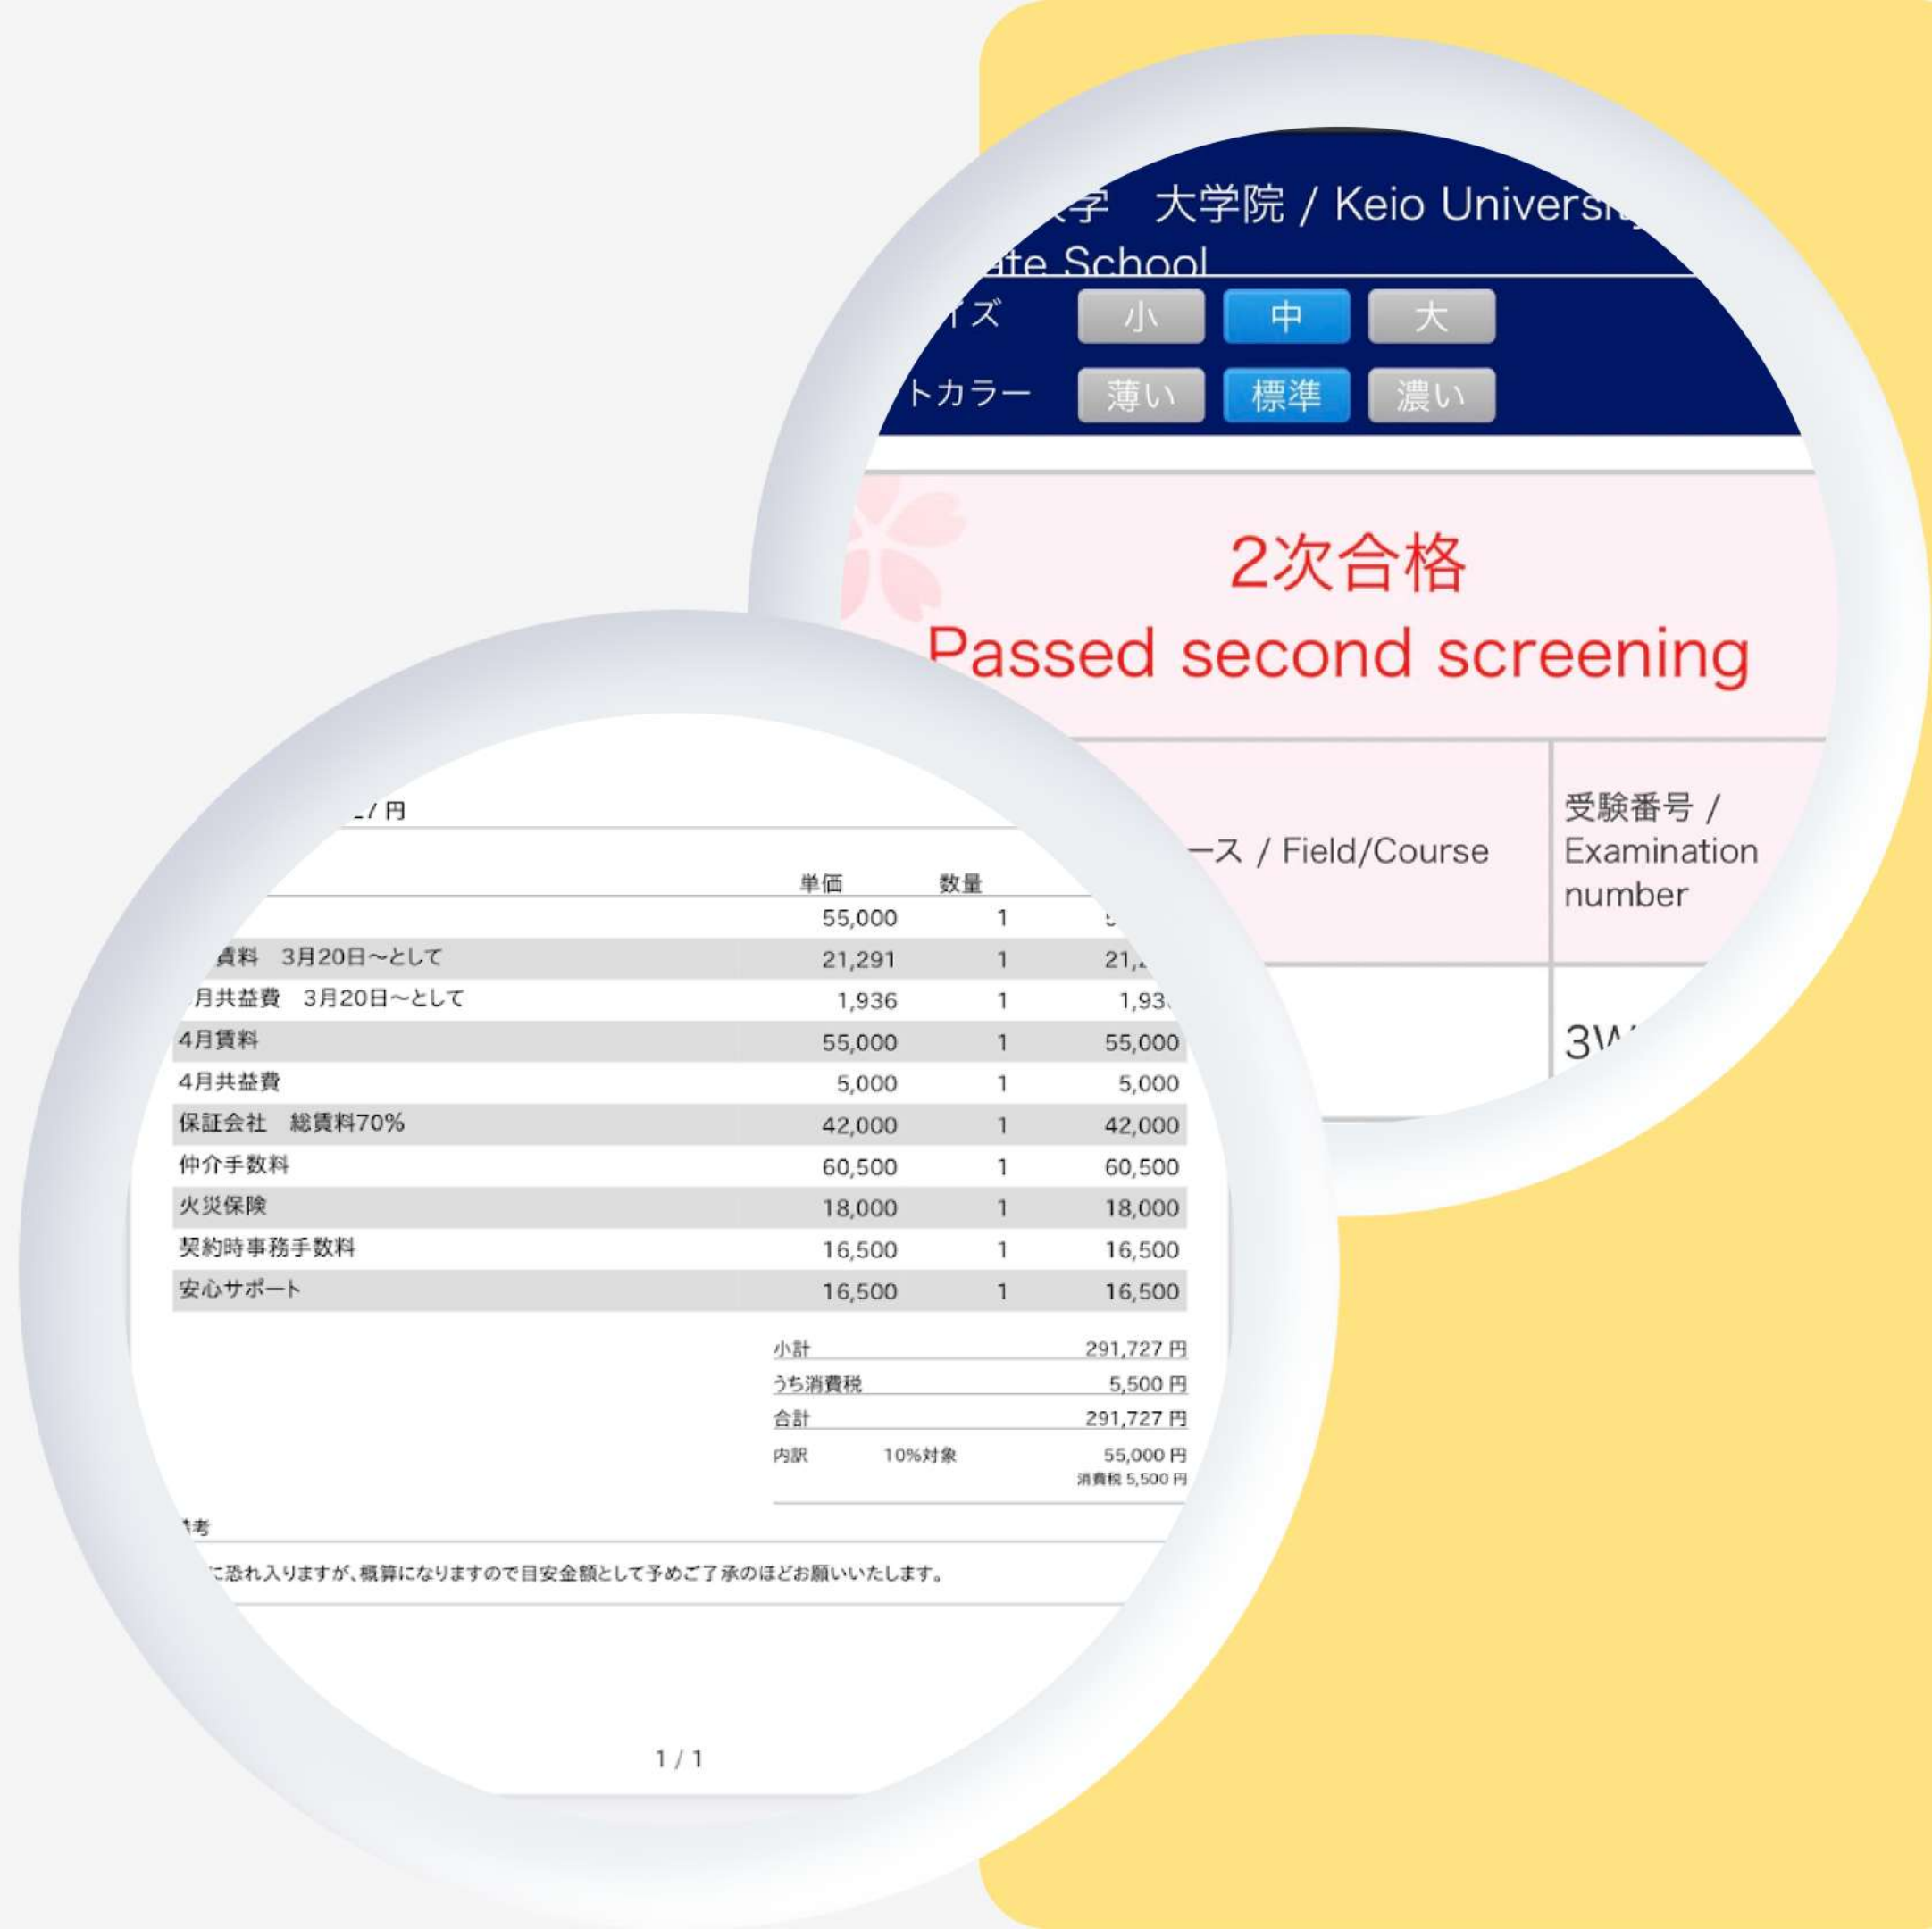 大学院 / Keio
School
小 中 大
トカラー 薄い 標準 濃い
2次合格
Passed second screening
受験番号 /
Examination
number
/ Field/Course
円
単価 数量
55,000 1
賃料 3月20日～として 21,291 1
月共益費 3月20日～として 1,936 1
4月賃料 55,000 1 55,000
4月共益費 5,000 1 5,000
保証会社 総賃料70% 42,000 1 42,000
仲介手数料 60,500 1 60,500
火災保険 18,000 1 18,000
契約時事務手数料 16,500 1 16,500
安心サポート 16,500 1 16,500
小計 291,727 円
うち消費税 5,500 円
合計 291,727 円
内訳 10%対象 55,000 円
消費税 5,500 円
考
恐れ入りますが、概算になりますので目安金額として予めご了承のほどお願いいたします。
1 / 1